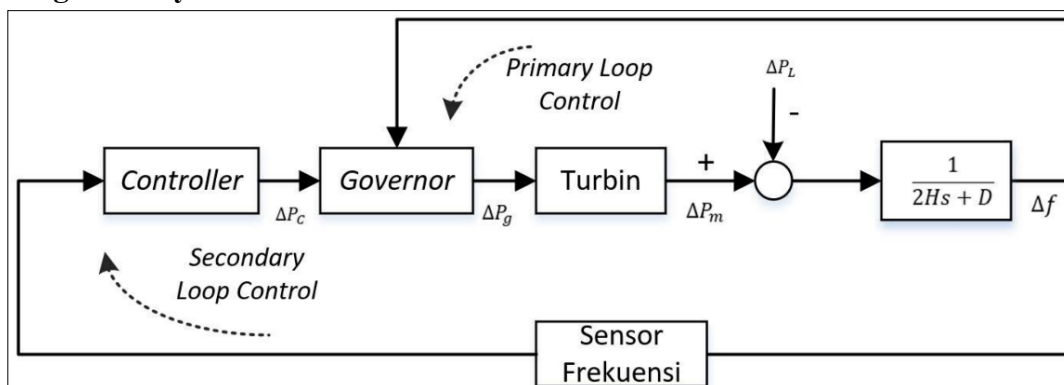 Primary Loop
Control
ΔP_L
-
Controller
ΔP_c
Governor
ΔP_g
Turbin
+
ΔP_m
1
2Hs + D
Δf
Secondary
Loop Control
Sensor
Frekuensi